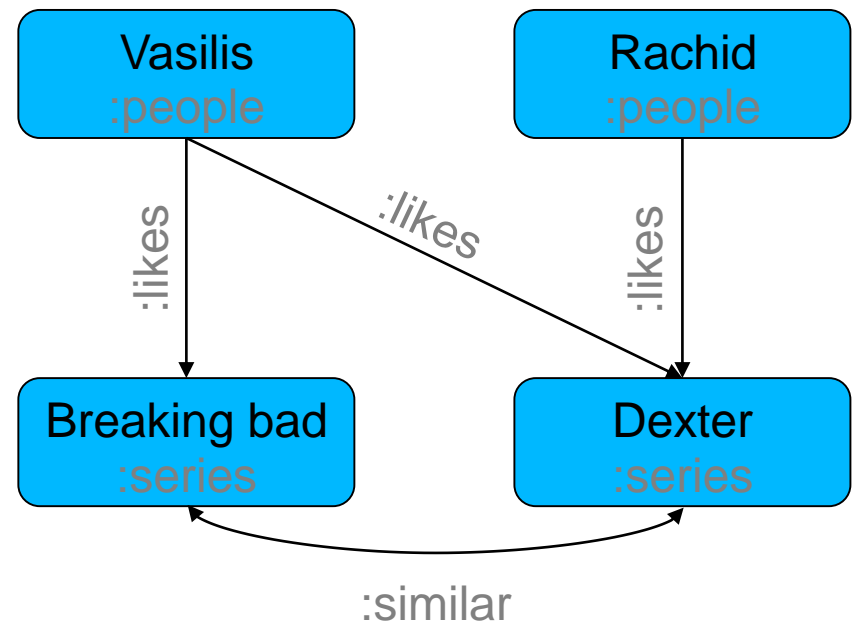 Vasilis
:people
Rachid
:people
:likes
:likes
:likes
Breaking bad
:series
Dexter
:series
:similar